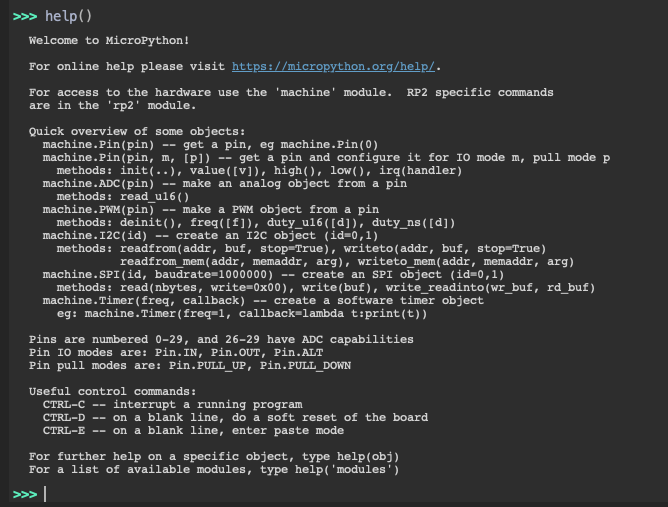 >>> help()
Welcome to MicroPython!
For online help please visit https://micropython.org/help/.
For access to the hardware use the 'machine' module.  RP2 specific commands
are in the 'rp2' module.
Quick overview of some objects:
  machine.Pin(pin) -- get a pin, eg machine.Pin(0)
  machine.Pin(pin, m, [p]) -- get a pin and configure it for IO mode m, pull mode p
    methods: init(..), value([v]), high(), low(), irq(handler)
  machine.ADC(pin) -- make an analog object from a pin
    methods: read_u16()
  machine.PWM(pin) -- make a PWM object from a pin
    methods: deinit(), freq([f]), duty_u16([d]), duty_ns([d])
  machine.I2C(id) -- create an I2C object (id=0,1)
    methods: readfrom(addr, buf, stop=True), writeto(addr, buf, stop=True)
             readfrom_mem(addr, memaddr, arg), writeto_mem(addr, memaddr, arg)
  machine.SPI(id, baudrate=1000000) -- create an SPI object (id=0,1)
    methods: read(nbytes, write=0x00), write(buf), write_readinto(wr_buf, rd_buf)
  machine.Timer(freq, callback) -- create a software timer object
    eg: machine.Timer(freq=1, callback=lambda t:print(t))
Pins are numbered 0-29, and 26-29 have ADC capabilities
Pin IO modes are: Pin.IN, Pin.OUT, Pin.ALT
Pin pull modes are: Pin.PULL_UP, Pin.PULL_DOWN
Useful control commands:
  CTRL-C -- interrupt a running program
  CTRL-D -- on a blank line, do a soft reset of the board
  CTRL-E -- on a blank line, enter paste mode
For further help on a specific object, type help(obj)
For a list of available modules, type help('modules')
>>>